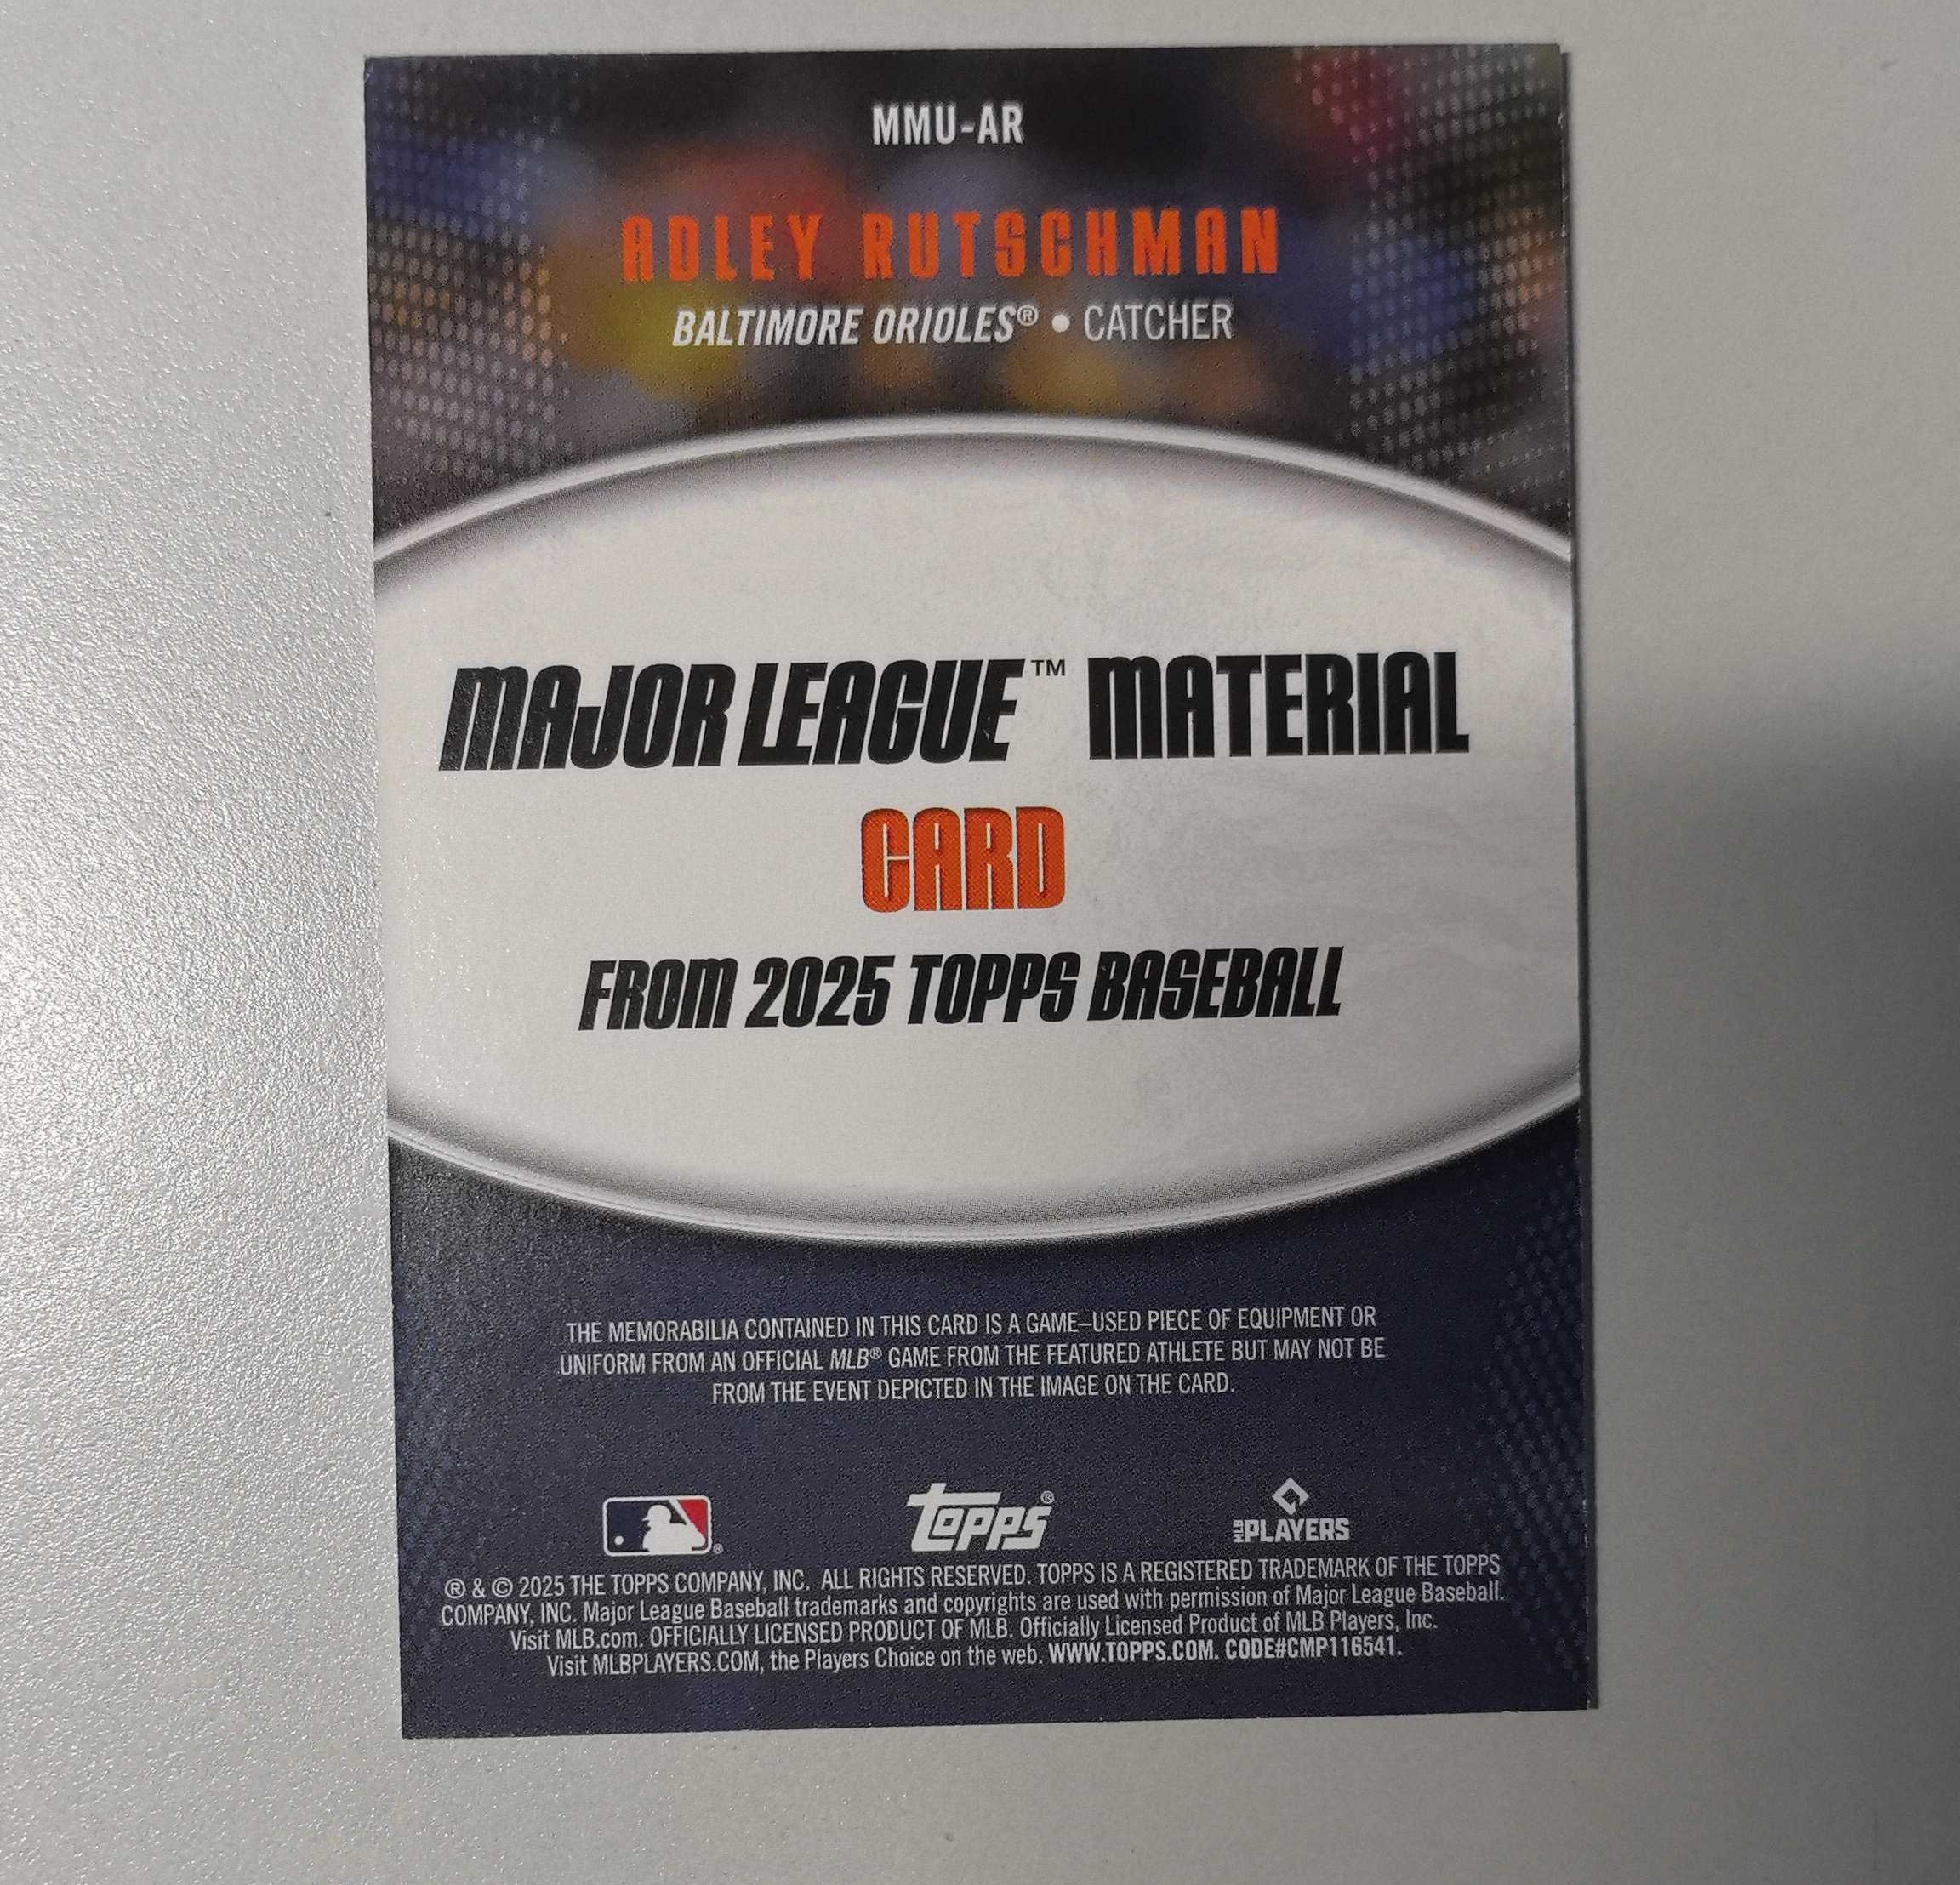 MMU-AR
ADLEY RUTSCHMAN
BALTIMORE ORIOLES® • CATCHER
MAJOR LEAGUE™ MATERIAL
CARD
FROM 2025 TOPPS BASEBALL
THE MEMORABILIA CONTAINED IN THIS CARD IS A GAME–USED PIECE OF EQUIPMENT OR
UNIFORM FROM AN OFFICIAL MLB® GAME FROM THE FEATURED ATHLETE BUT MAY NOT BE
FROM THE EVENT DEPICTED IN THE IMAGE ON THE CARD.
® topps® MLB PLAYERS
® & © 2025 THE TOPPS COMPANY, INC. ALL RIGHTS RESERVED. TOPPS IS A REGISTERED TRADEMARK OF THE TOPPS
COMPANY, INC. Major League Baseball trademarks and copyrights are used with permission of Major League Baseball.
Visit MLB.com. OFFICIALLY LICENSED PRODUCT OF MLB. Officially Licensed Product of MLB Players, Inc.
Visit MLBPLAYERS.COM, the Players Choice on the web. WWW.TOPPS.COM. CODE#CMP116541.